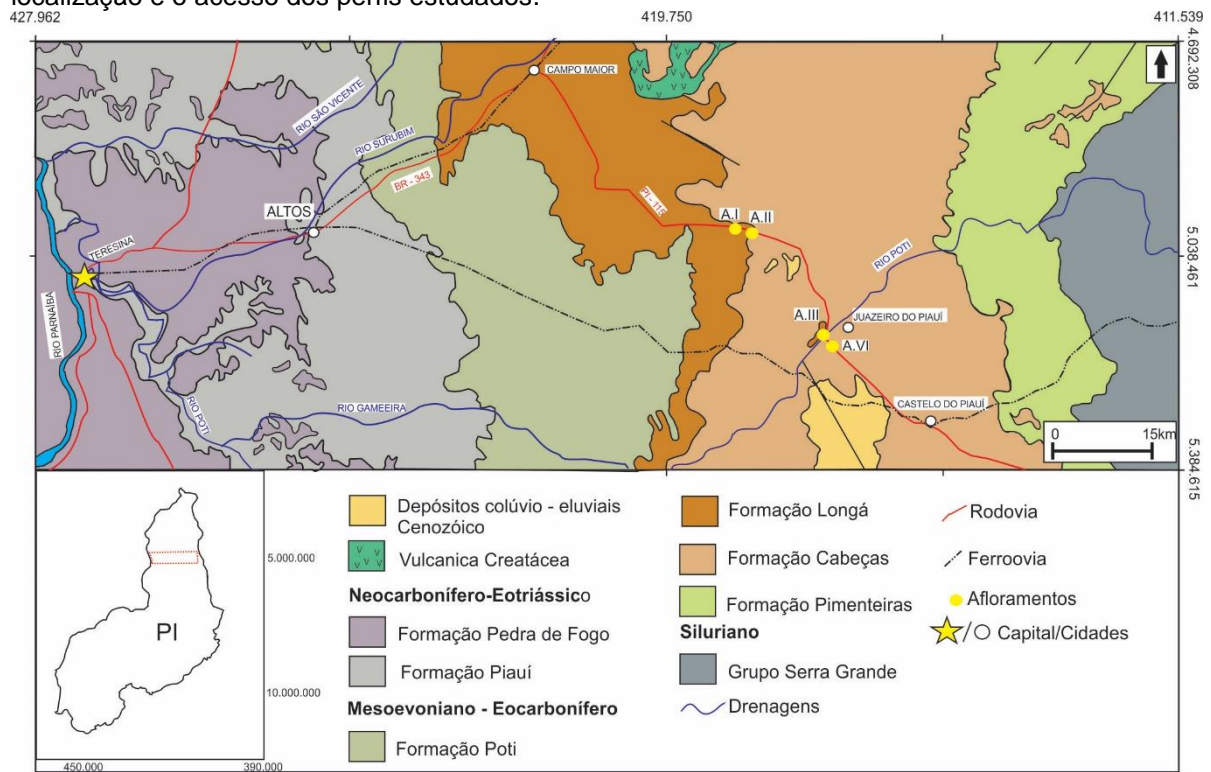 localização e o acesso dos perfis estudados.
427.962
419.750
411.539
4.692.308
CAMPO MAIOR
RIO SÃO VICENTE
RIO SURUBIM
BR - 343
PI - 115
ALTOS
A.I
A.II
TERESINA
RIO POTI
5.038.461
RIO PARNAÍBA
A.III
JUAZEIRO DO PIAUÍ
A.VI
RIO POTI
RIO GAMEEIRA
CASTELO DO PIAUÍ
0 15km
5.384.615
PI
5.000.000
10.000.000
450.000
390.000
Depósitos colúvio - eluviais
Cenozóico
Vulcanica Creatácea
Neocarbonífero-Eotriássico
Formação Pedra de Fogo
Formação Piauí
Mesoevoniano - Eocarbonífero
Formação Poti
Formação Longá
Formação Cabeças
Formação Pimenteiras
Siluriano
Grupo Serra Grande
Drenagens
Rodovia
Ferroovia
Afloramentos
/ Capital/Cidades